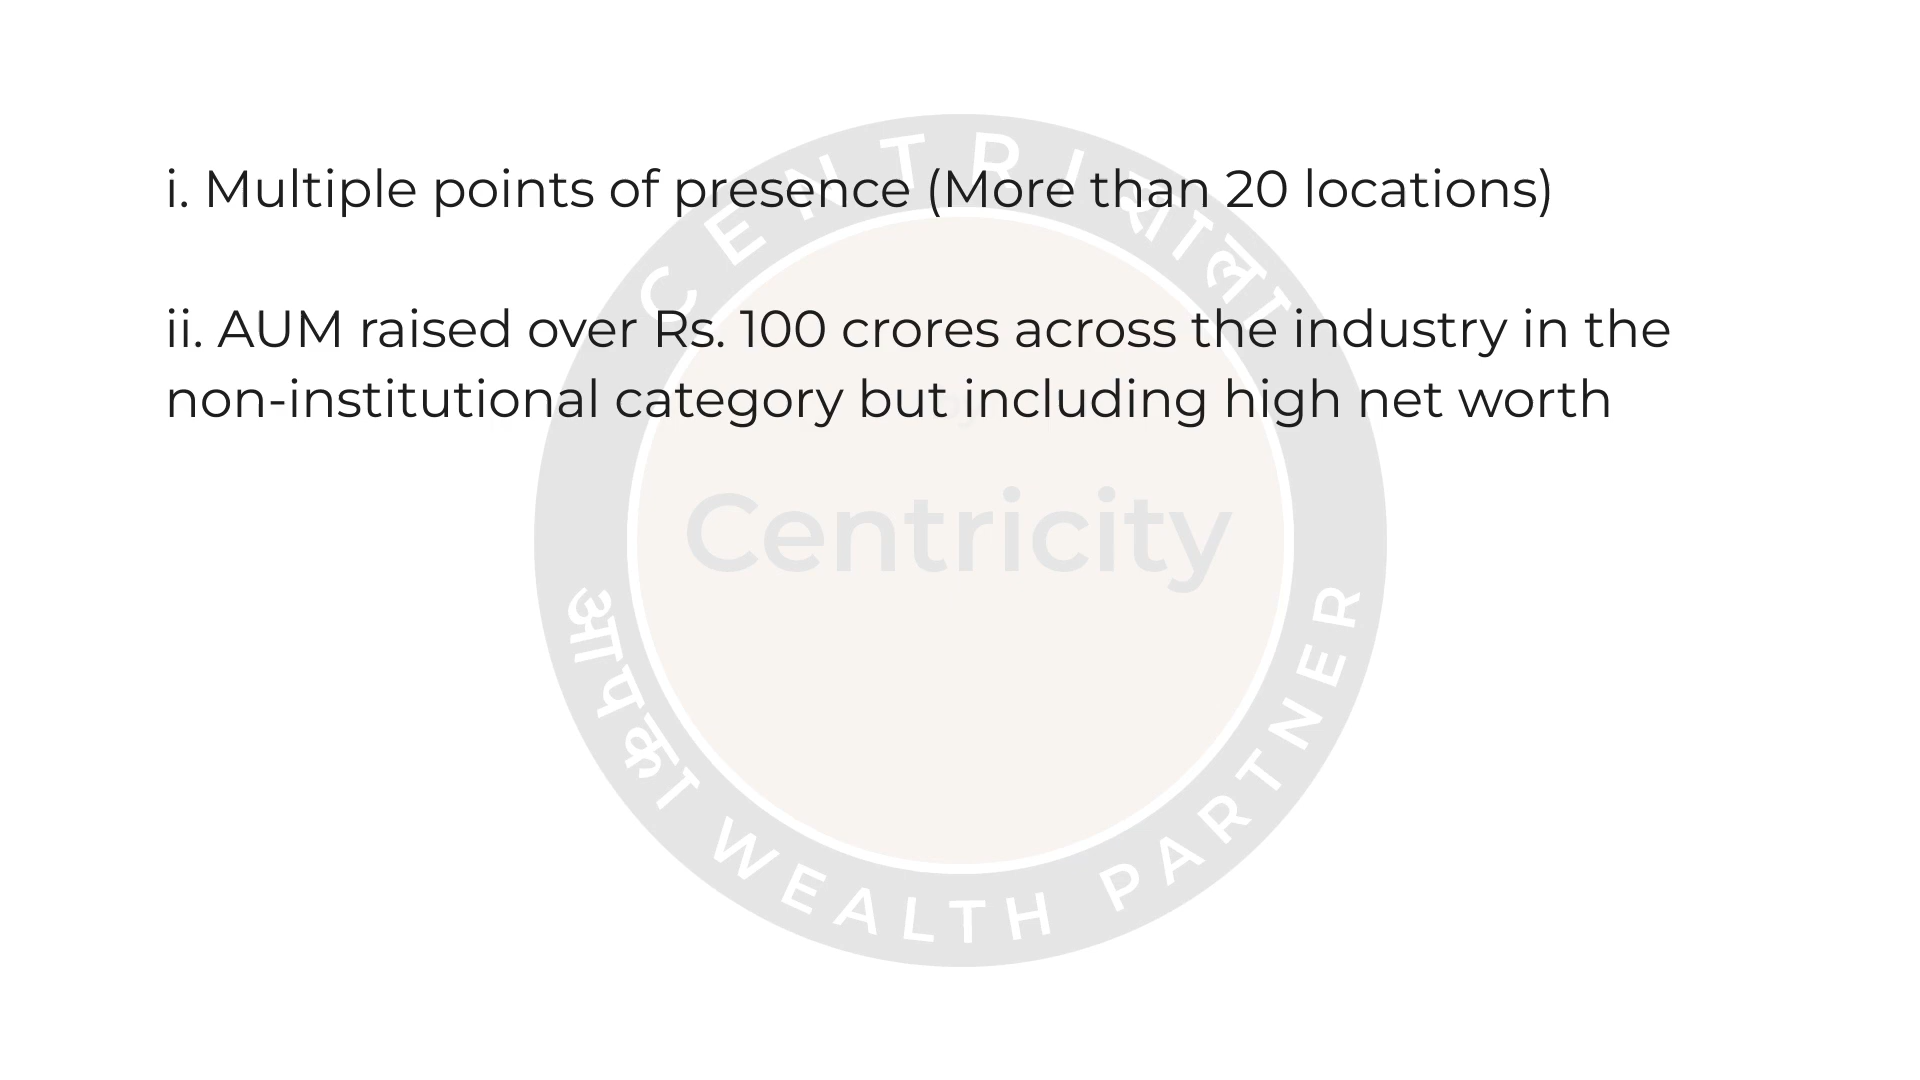 i. Multiple points of presence (More than 20 locations)
ii. AUM raised over Rs. 100 crores across the industry in the
non-institutional category but including high net worth
CENTRIशाला
Centricity
आपका WEALTH PARTNER